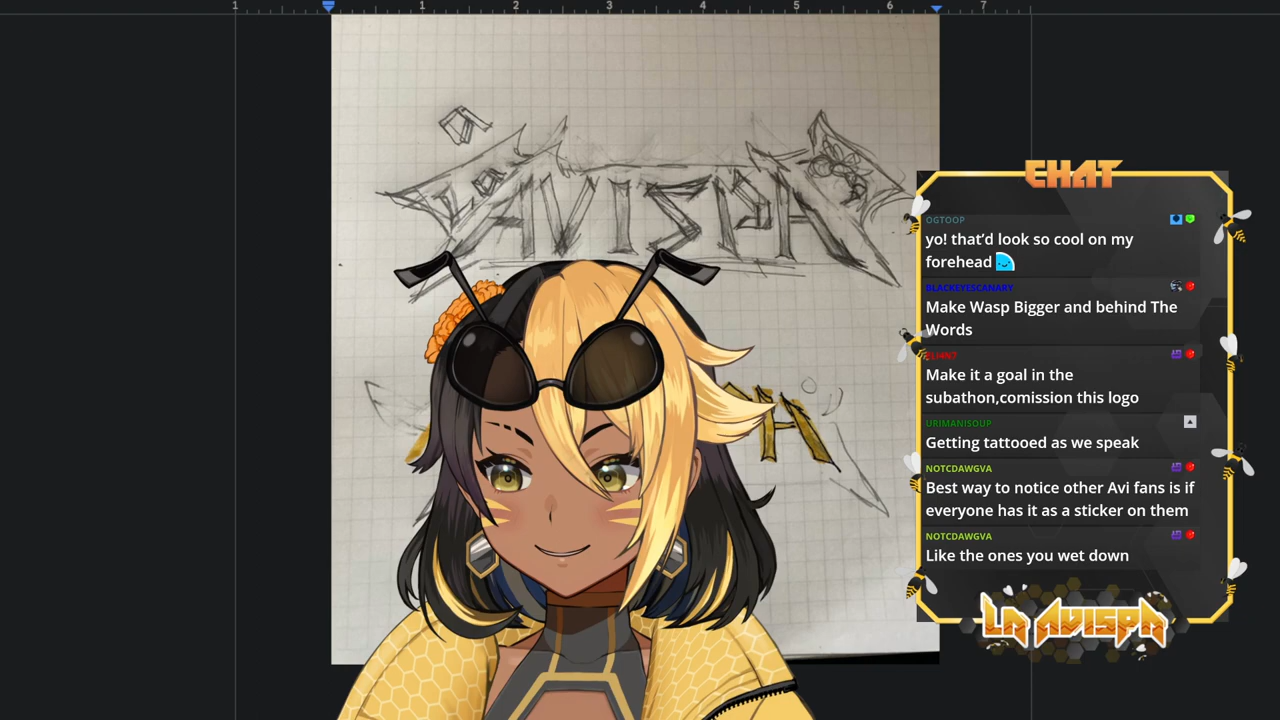 1 1 2 3 4 5 6 7
AVISPA
CHAT
OGTOOP
yo! that'd look so cool on my
forehead
BLACKEYESCANARY
Make Wasp Bigger and behind The
Words
Make it a goal in the
subathon,comission this logo
URIMANISOUP
Getting tattooed as we speak
NOTCDAWGVA
Best way to notice other Avi fans is if
everyone has it as a sticker on them
NOTCDAWGVA
Like the ones you wet down
LA AVISPA